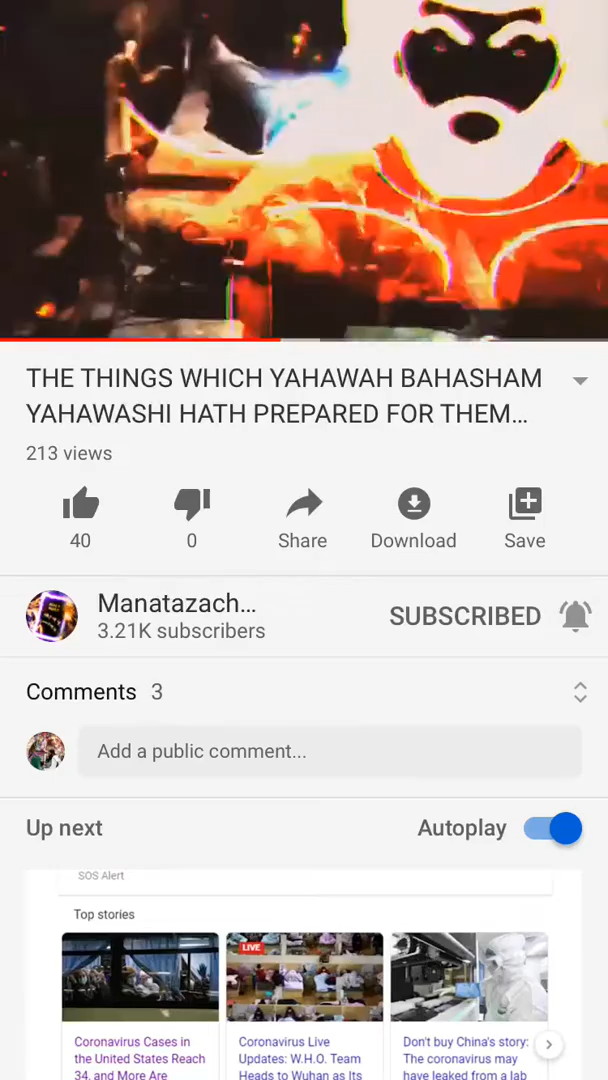 THE THINGS WHICH YAHAWAH BAHASHAM
YAHAWASHI HATH PREPARED FOR THEM...
213 views
40
0
Share
Download
Save
Manatazach...
3.21K subscribers
SUBSCRIBED
Comments 3
Add a public comment...
Up next
Autoplay
SOS Alert
Top stories
LIVE
Coronavirus Cases in
the United States Reach
34, and More Are
Coronavirus Live
Updates: W.H.O. Team
Heads to Wuhan as Its
Don't buy China's story:
The coronavirus may
have leaked from a lab